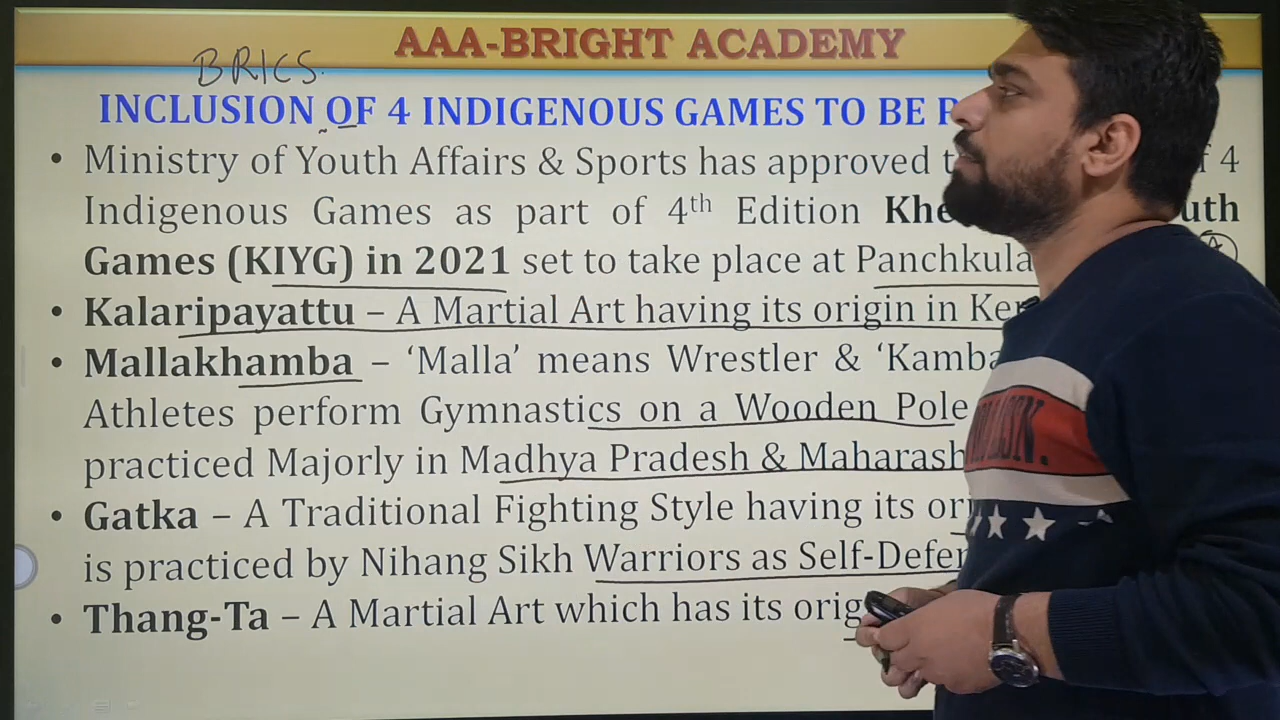 AAA-BRIGHT ACADEMY
BRICS
INCLUSION OF 4 INDIGENOUS GAMES TO BE
Ministry of Youth Affairs & Sports has approved 4
Indigenous Games as part of 4th Edition
Games (KIYG) in 2021 set to take place at Panchkula
Kalaripayattu – A Martial Art having its origin in
Mallakhamba – ‘Malla’ means Wrestler &
Athletes perform Gymnastics on a Wooden Pole
practiced Majorly in Madhya Pradesh &
Gatka – A Traditional Fighting Style having its
is practiced by Nihang Sikh Warriors as
Thang-Ta – A Martial Art which has its